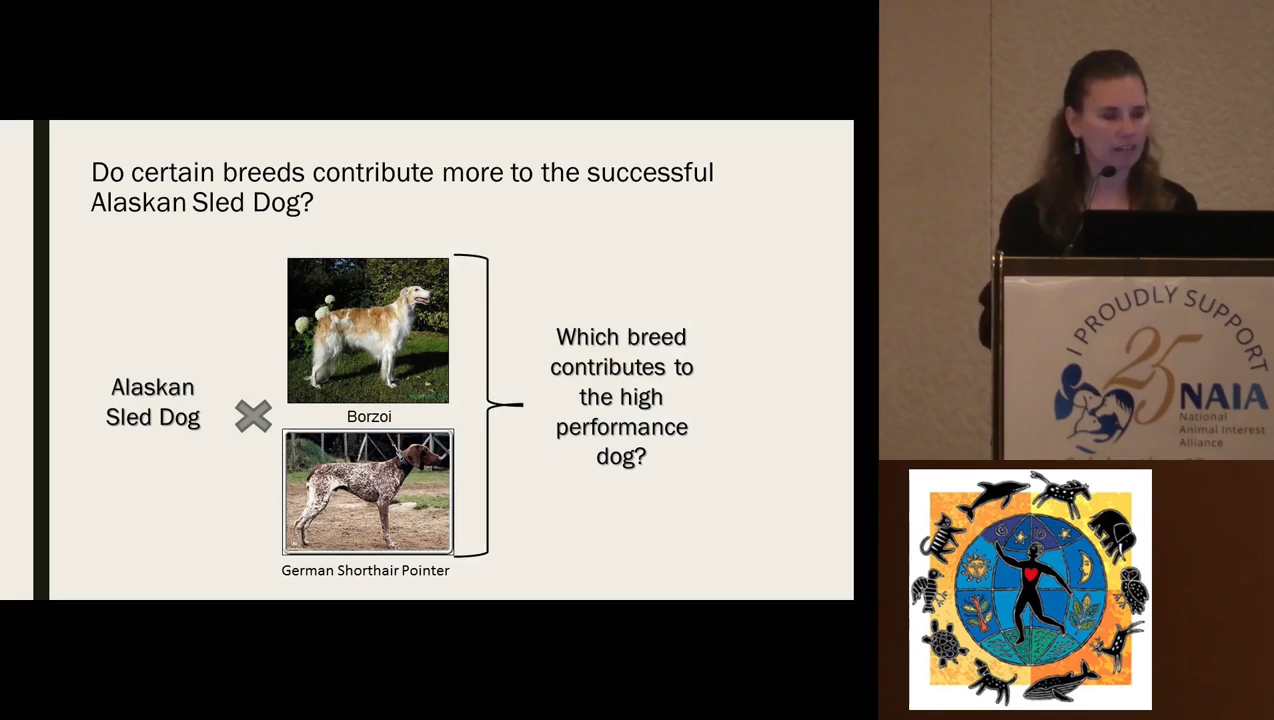 Do certain breeds contribute more to the successful
Alaskan Sled Dog?
Alaskan
Sled Dog
Borzoi
German Shorthair Pointer
Which breed
contributes to
the high
performance
dog?
I PROUDLY SUPPORT
25
NAIA
National
Animal Interest
Alliance